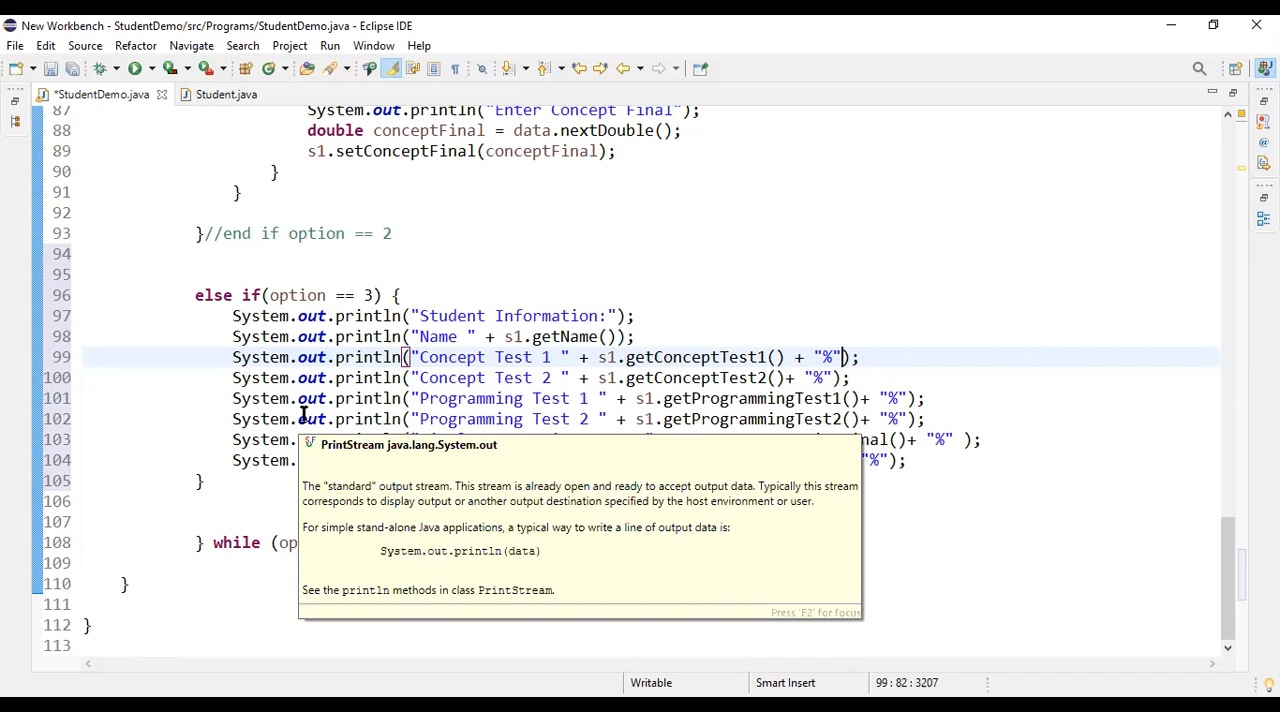 New Workbench - StudentDemo/src/Programs/StudentDemo.java - Eclipse IDE
File Edit Source Refactor Navigate Search Project Run Window Help
*StudentDemo.java Student.java
87 System.out.println("Enter Concept Final");
88 double conceptFinal = data.nextDouble();
89 s1.setConceptFinal(conceptFinal);
90 }
91 }
92
93 }//end if option == 2
94
95
96 else if(option == 3) {
97 System.out.println("Student Information:");
98 System.out.println("Name " + s1.getName());
99 System.out.println("Concept Test 1 " + s1.getConceptTest1() + "%");
100 System.out.println("Concept Test 2 " + s1.getConceptTest2()+ "%");
101 System.out.println("Programming Test 1 " + s1.getProgrammingTest1()+ "%");
102 System.out.println("Programming Test 2 " + s1.getProgrammingTest2()+ "%");
103 System. nal()+ "%" );
104 System. "%");
105 }
106
107
108 } while (op
109
110 }
111
112 }
113
PrintStream java.lang.System.out
The "standard" output stream. This stream is already open and ready to accept output data. Typically this stream
corresponds to display output or another output destination specified by the host environment or user.
For simple stand-alone Java applications, a typical way to write a line of output data is:
System.out.println(data)
See the println methods in class PrintStream.
Press 'F2' for focus
Writable Smart Insert 99 : 82 : 3207